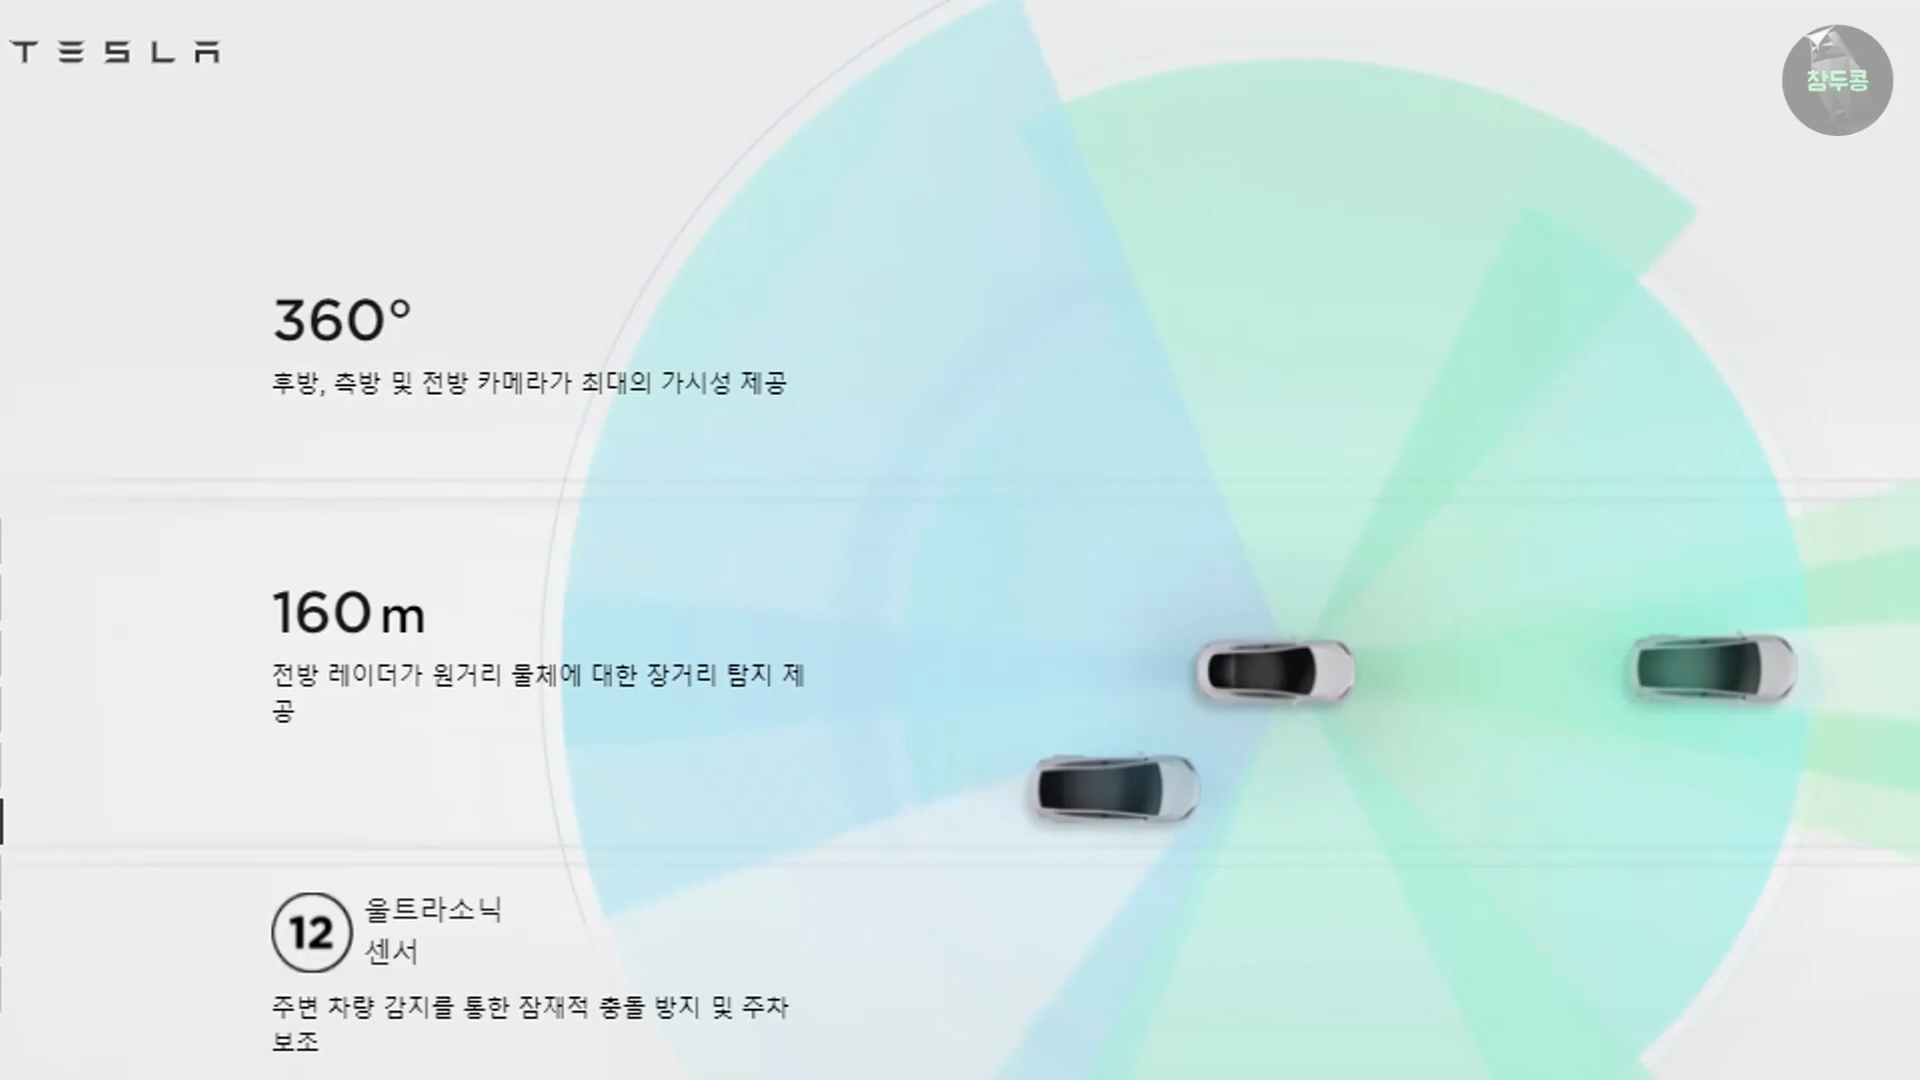 TESLA
참두콩
360°
후방, 측방 및 전방 카메라가 최대의 가시성 제공
160 m
전방 레이더가 원거리 물체에 대한 장거리 탐지 제
공
12 울트라소닉
센서
주변 차량 감지를 통한 잠재적 충돌 방지 및 주차
보조